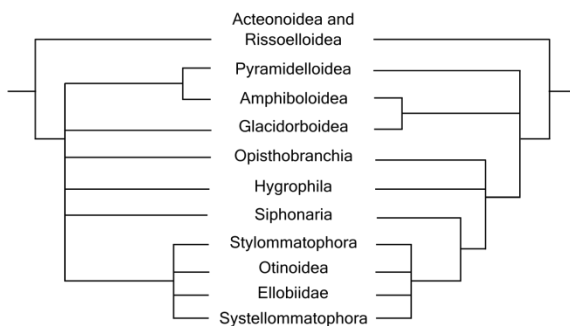 Acteonoidea and
Rissoelloidea
Pyramidelloidea
Amphiboloidea
Glacidorboidea
Opisthobranchia
Hygrophila
Siphonaria
Stylommatophora
Otinoidea
Ellobiidae
Systellommatophora